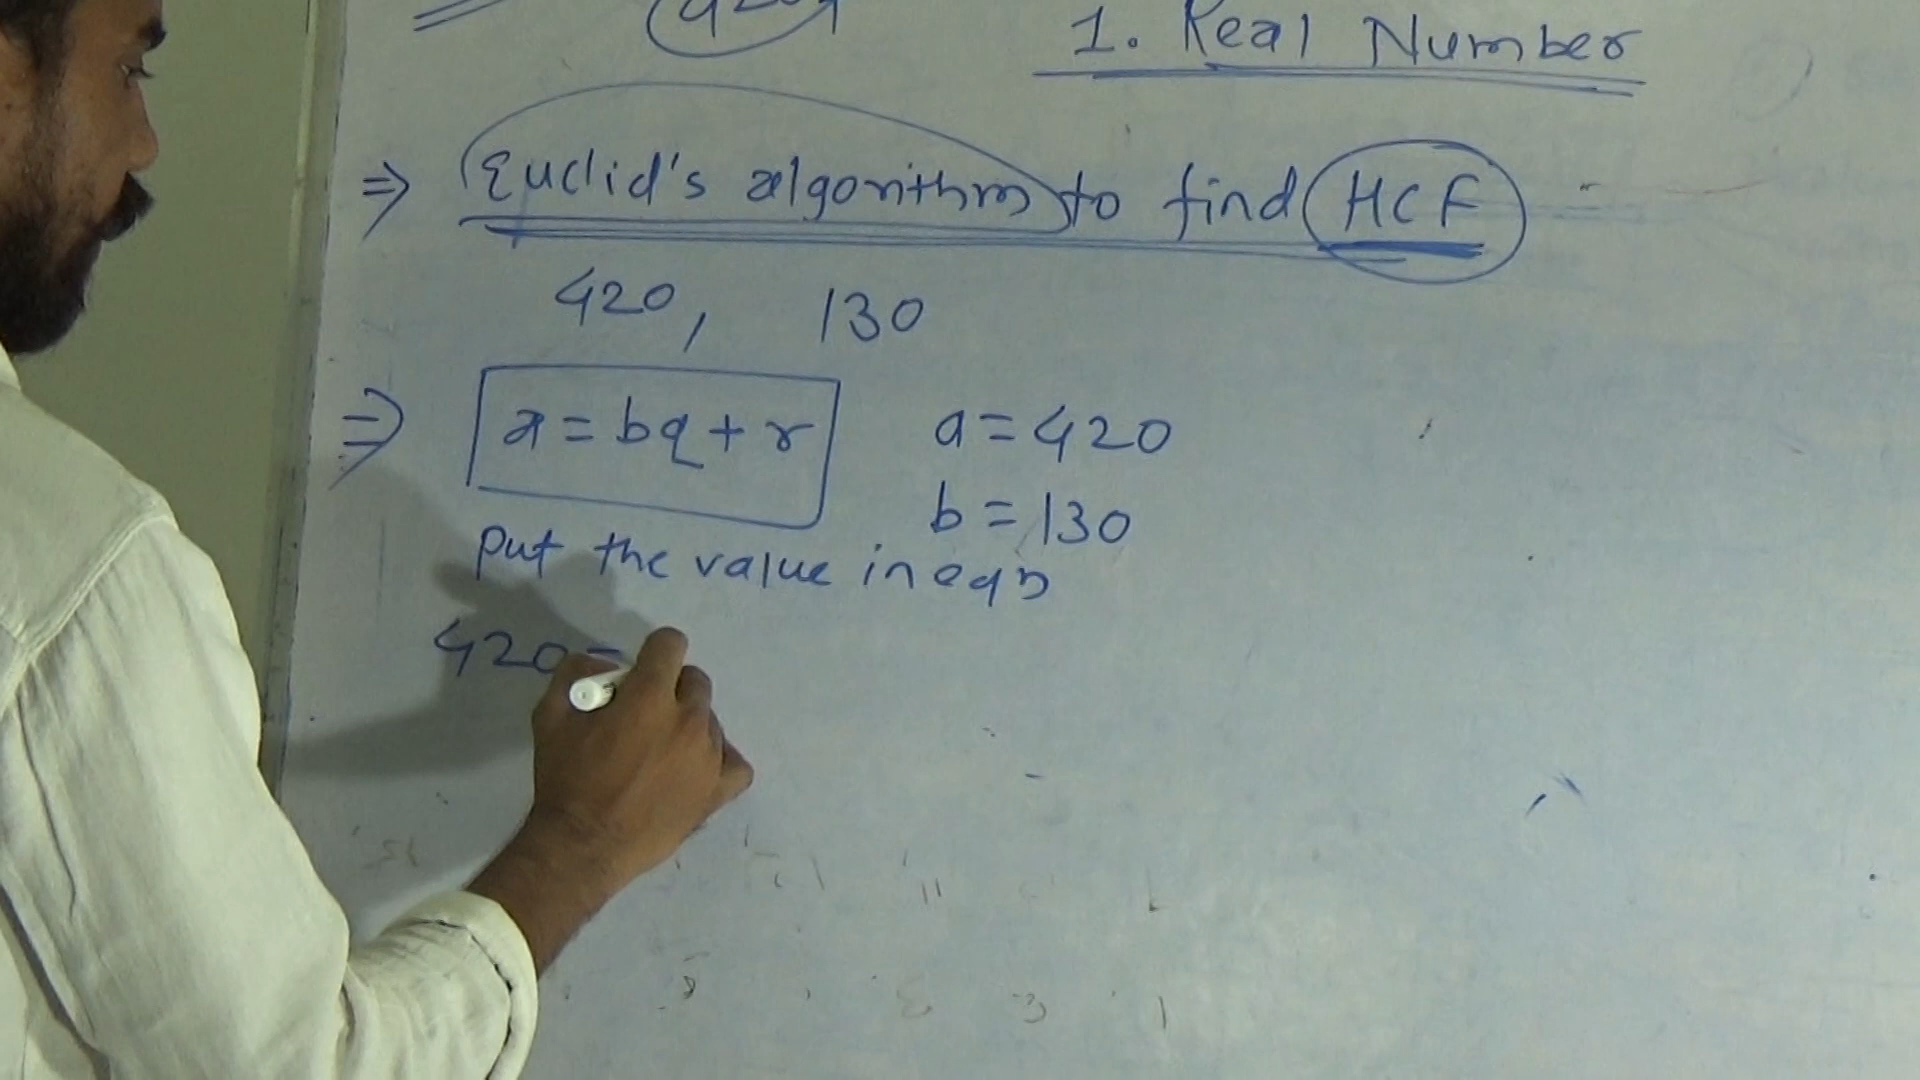 1. Real Number
⇒ Euclid's algorithm to find HCF
420, 130
⇒ a = bq + r
a = 420
b = 130
put the value in eqn
420 =